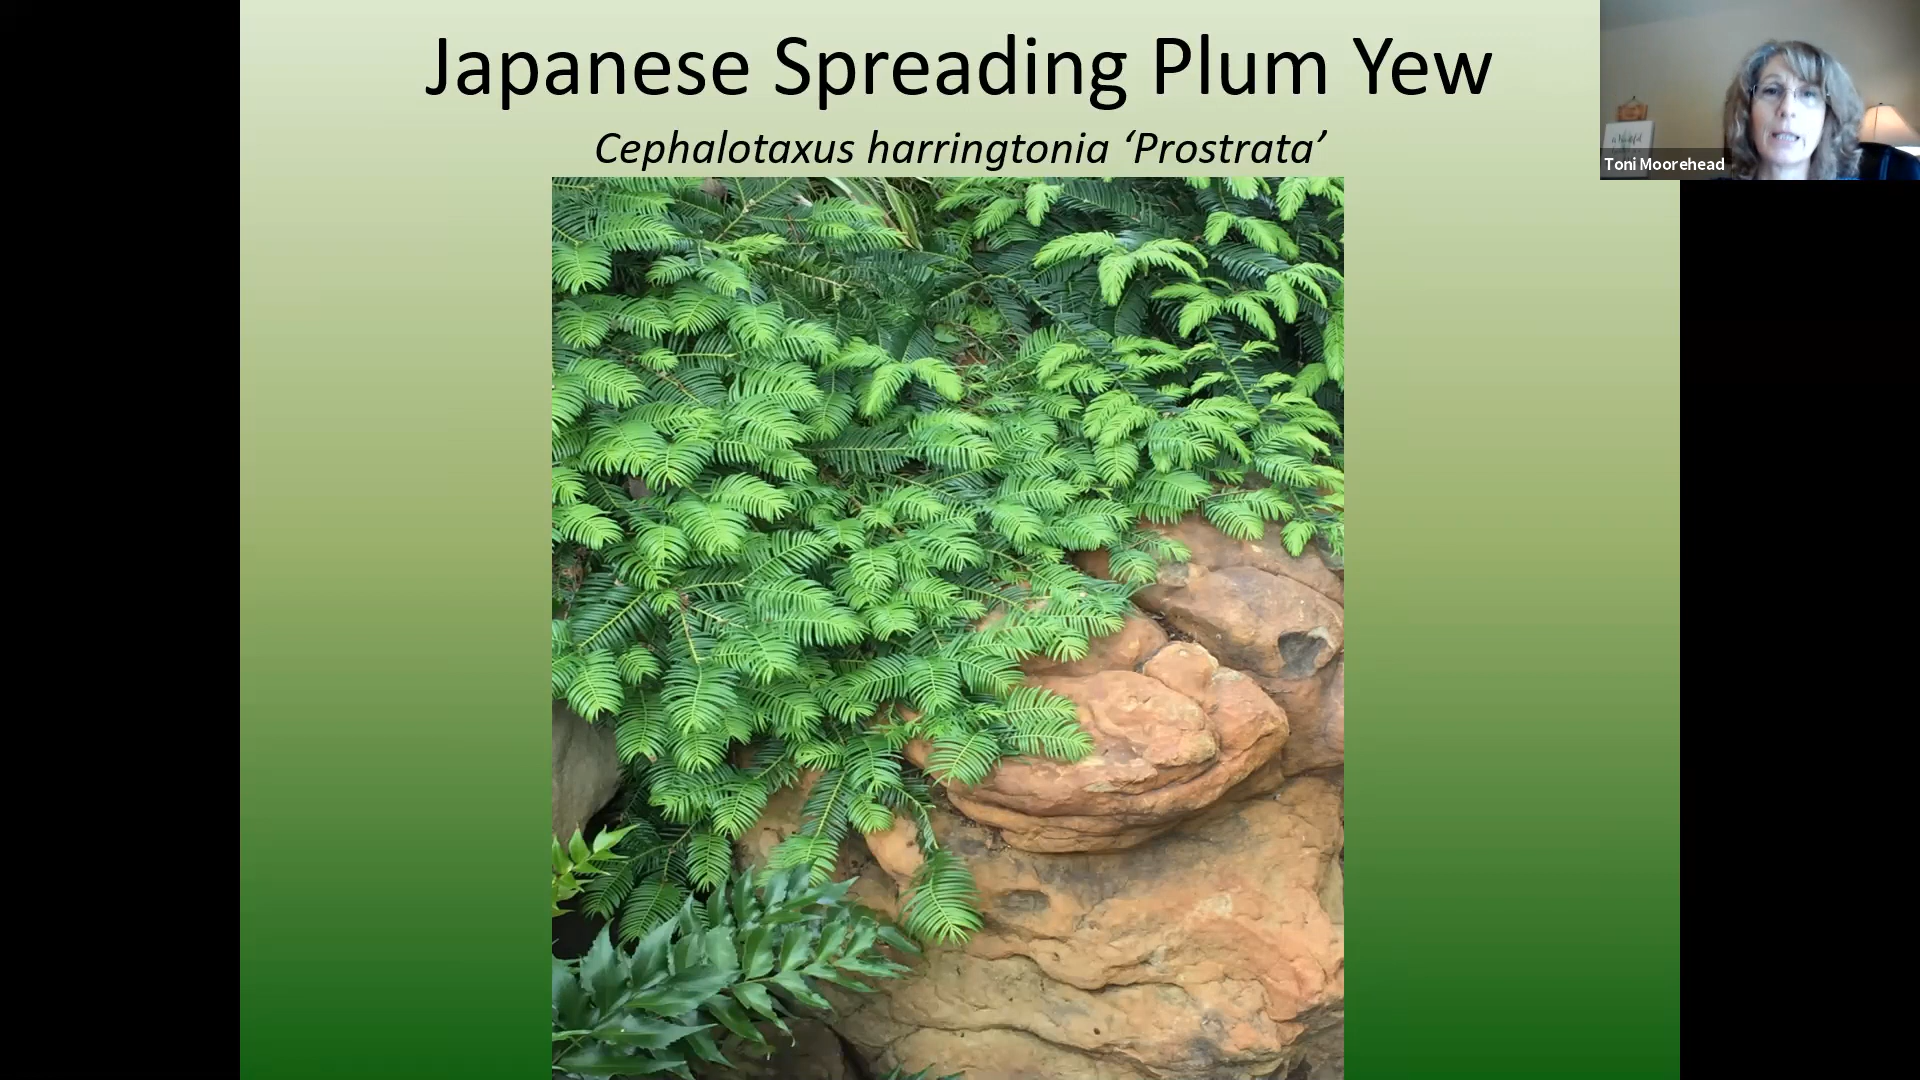 Japanese Spreading Plum Yew
Cephalotaxus harringtonia ‘Prostrata’
Toni Moorehead